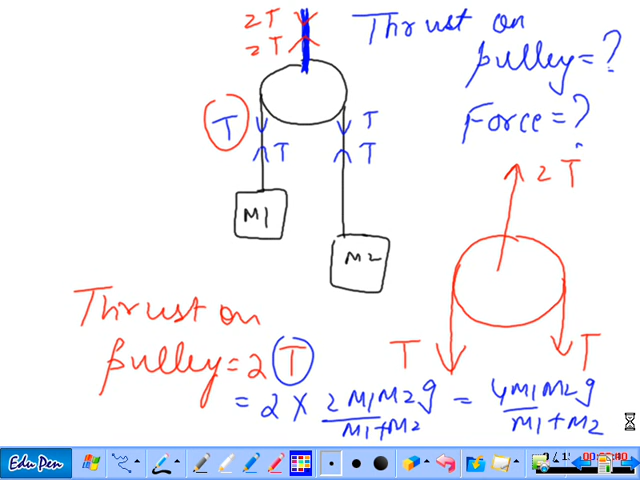 2T
2T
Thrust on
pulley = ?
Force = ?
T
T
T
T
2T
M1
M2
Thrust on
pulley = 2 T
T
T
= 2 × 2M1M2g / M1+M2 = 4M1M2g / M1+M2
Edu Pen